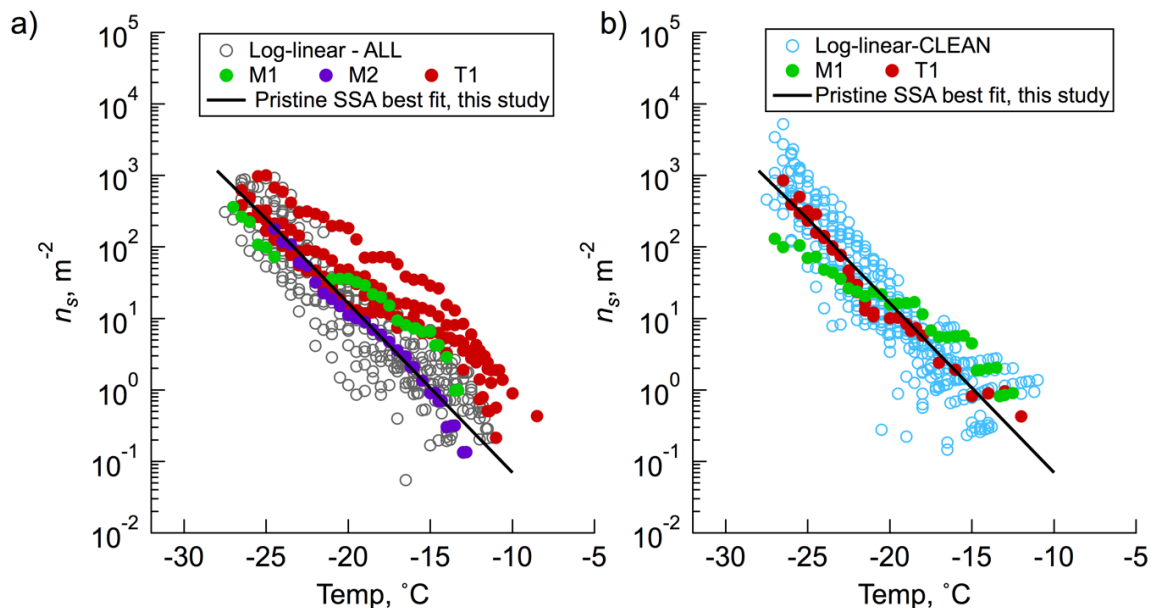 a)
Log-linear - ALL
M1 M2 T1
Pristine SSA best fit, this study
10^5
10^4
10^3
10^2
10^1
10^0
10^-1
10^-2
n_s, m^-2
-30 -25 -20 -15 -10 -5
Temp, ˚C
b)
Log-linear-CLEAN
M1 T1
Pristine SSA best fit, this study
10^5
10^4
10^3
10^2
10^1
10^0
10^-1
10^-2
n_s, m^-2
-30 -25 -20 -15 -10 -5
Temp, ˚C